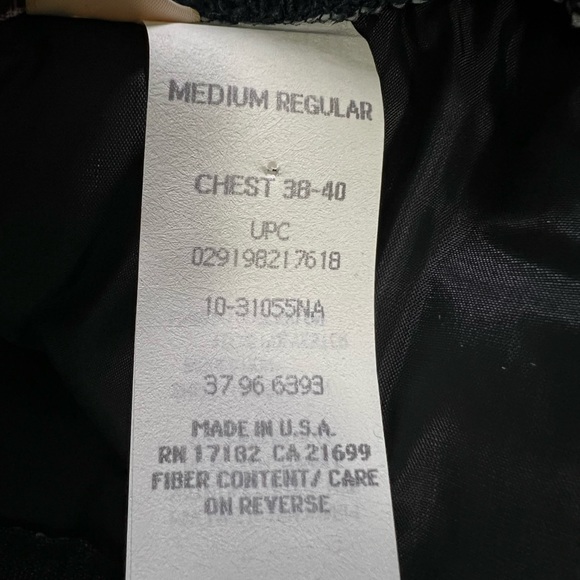 MEDIUM REGULAR
CHEST 38-40
UPC
029198217618
10-31055NA
37 96 6393
MADE IN U.S.A.
RN 17182 CA 21699
FIBER CONTENT/ CARE
ON REVERSE